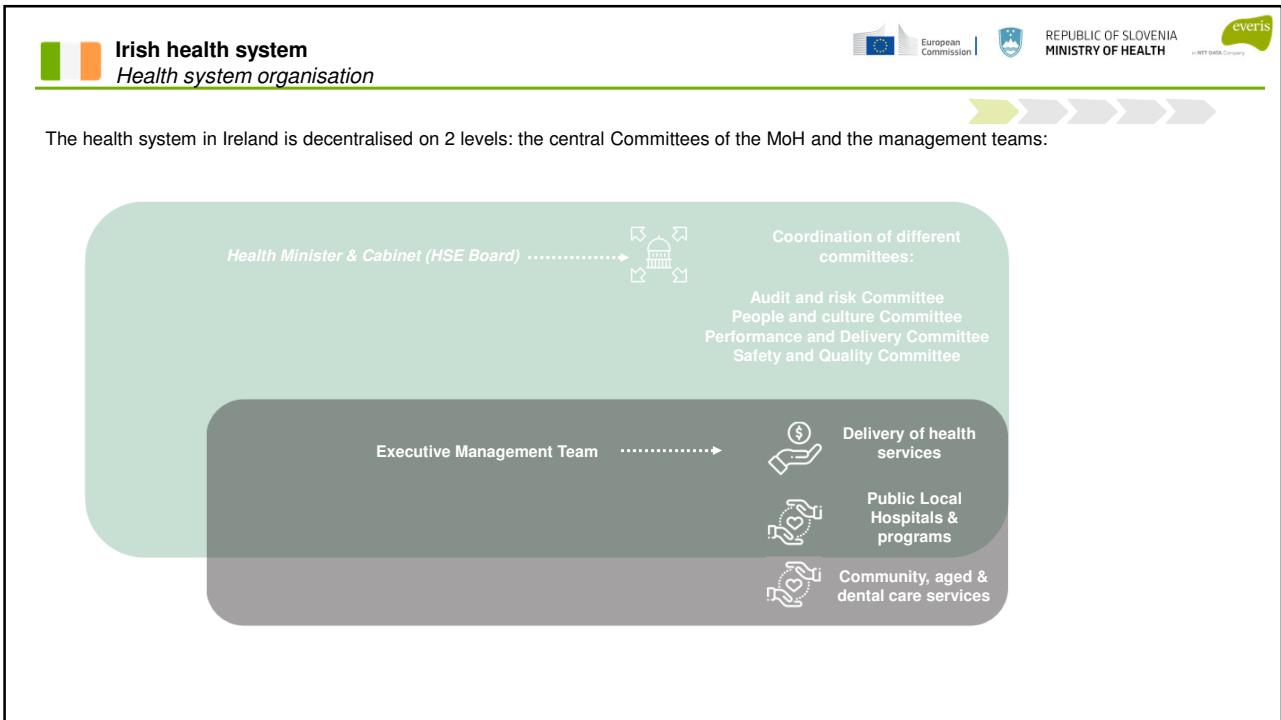 Irish health system
Health system organisation
European
Commission
REPUBLIC OF SLOVENIA
MINISTRY OF HEALTH
everis
an NTT DATA Company
The health system in Ireland is decentralised on 2 levels: the central Committees of the MoH and the management teams:
Health Minister & Cabinet (HSE Board)
Coordination of different
committees:
Audit and risk Committee
People and culture Committee
Performance and Delivery Committee
Safety and Quality Committee
Executive Management Team
$
Delivery of health
services
Public Local
Hospitals &
programs
Community, aged &
dental care services